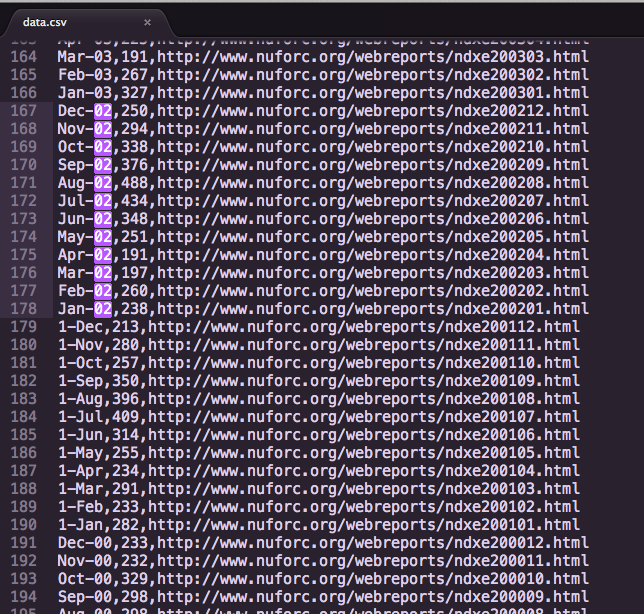 data.csv ×
163 Apr-03,223,http://www.nuforc.org/webreports/ndxe200304.html
164 Mar-03,191,http://www.nuforc.org/webreports/ndxe200303.html
165 Feb-03,267,http://www.nuforc.org/webreports/ndxe200302.html
166 Jan-03,327,http://www.nuforc.org/webreports/ndxe200301.html
167 Dec-02,250,http://www.nuforc.org/webreports/ndxe200212.html
168 Nov-02,294,http://www.nuforc.org/webreports/ndxe200211.html
169 Oct-02,338,http://www.nuforc.org/webreports/ndxe200210.html
170 Sep-02,376,http://www.nuforc.org/webreports/ndxe200209.html
171 Aug-02,488,http://www.nuforc.org/webreports/ndxe200208.html
172 Jul-02,434,http://www.nuforc.org/webreports/ndxe200207.html
173 Jun-02,348,http://www.nuforc.org/webreports/ndxe200206.html
174 May-02,251,http://www.nuforc.org/webreports/ndxe200205.html
175 Apr-02,191,http://www.nuforc.org/webreports/ndxe200204.html
176 Mar-02,197,http://www.nuforc.org/webreports/ndxe200203.html
177 Feb-02,260,http://www.nuforc.org/webreports/ndxe200202.html
178 Jan-02,238,http://www.nuforc.org/webreports/ndxe200201.html
179 1-Dec,213,http://www.nuforc.org/webreports/ndxe200112.html
180 1-Nov,280,http://www.nuforc.org/webreports/ndxe200111.html
181 1-Oct,257,http://www.nuforc.org/webreports/ndxe200110.html
182 1-Sep,350,http://www.nuforc.org/webreports/ndxe200109.html
183 1-Aug,396,http://www.nuforc.org/webreports/ndxe200108.html
184 1-Jul,409,http://www.nuforc.org/webreports/ndxe200107.html
185 1-Jun,314,http://www.nuforc.org/webreports/ndxe200106.html
186 1-May,255,http://www.nuforc.org/webreports/ndxe200105.html
187 1-Apr,234,http://www.nuforc.org/webreports/ndxe200104.html
188 1-Mar,291,http://www.nuforc.org/webreports/ndxe200103.html
189 1-Feb,233,http://www.nuforc.org/webreports/ndxe200102.html
190 1-Jan,282,http://www.nuforc.org/webreports/ndxe200101.html
191 Dec-00,233,http://www.nuforc.org/webreports/ndxe200012.html
192 Nov-00,232,http://www.nuforc.org/webreports/ndxe200011.html
193 Oct-00,329,http://www.nuforc.org/webreports/ndxe200010.html
194 Sep-00,298,http://www.nuforc.org/webreports/ndxe200009.html